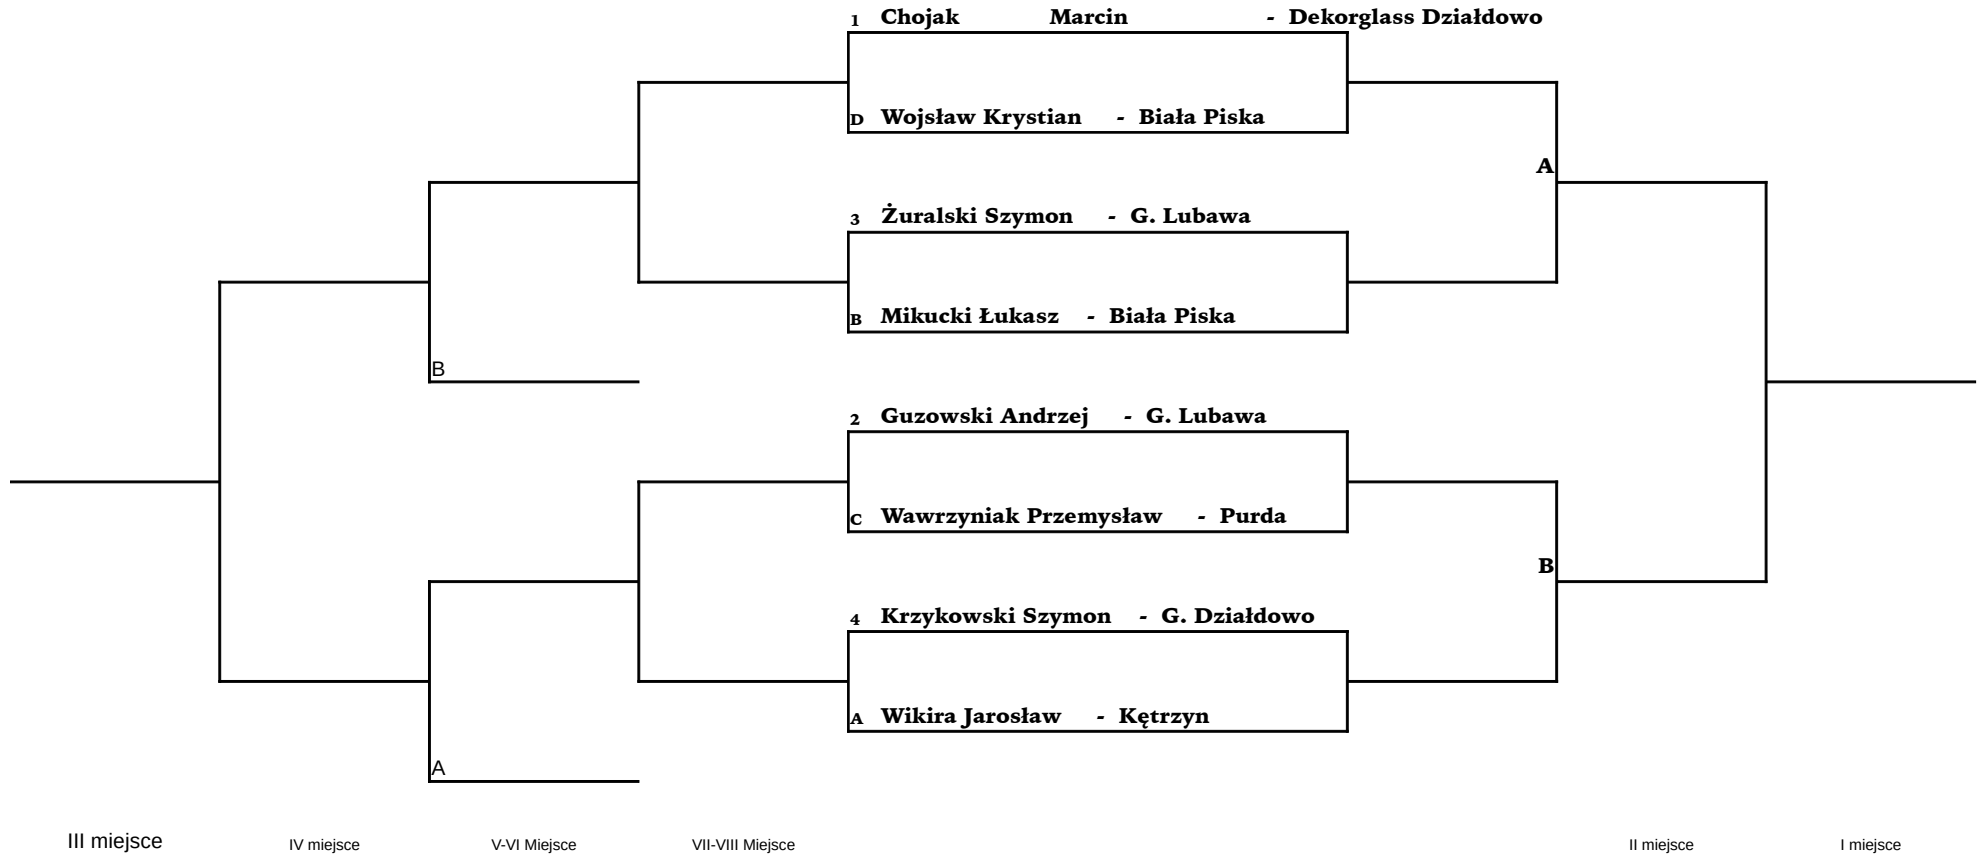 1 Chojak Marcin - Dekorglass Działdowo
D Wojsław Krystian - Biała Piska
A
3 Żuralski Szymon - G. Lubawa
B Mikucki Łukasz - Biała Piska
B
2 Guzowski Andrzej - G. Lubawa
C Wawrzyniak Przemysław - Purda
B
4 Krzykowski Szymon - G. Działdowo
A Wikira Jarosław - Kętrzyn
A
III miejsce IV miejsce V-VI Miejsce VII-VIII Miejsce II miejsce I miejsce